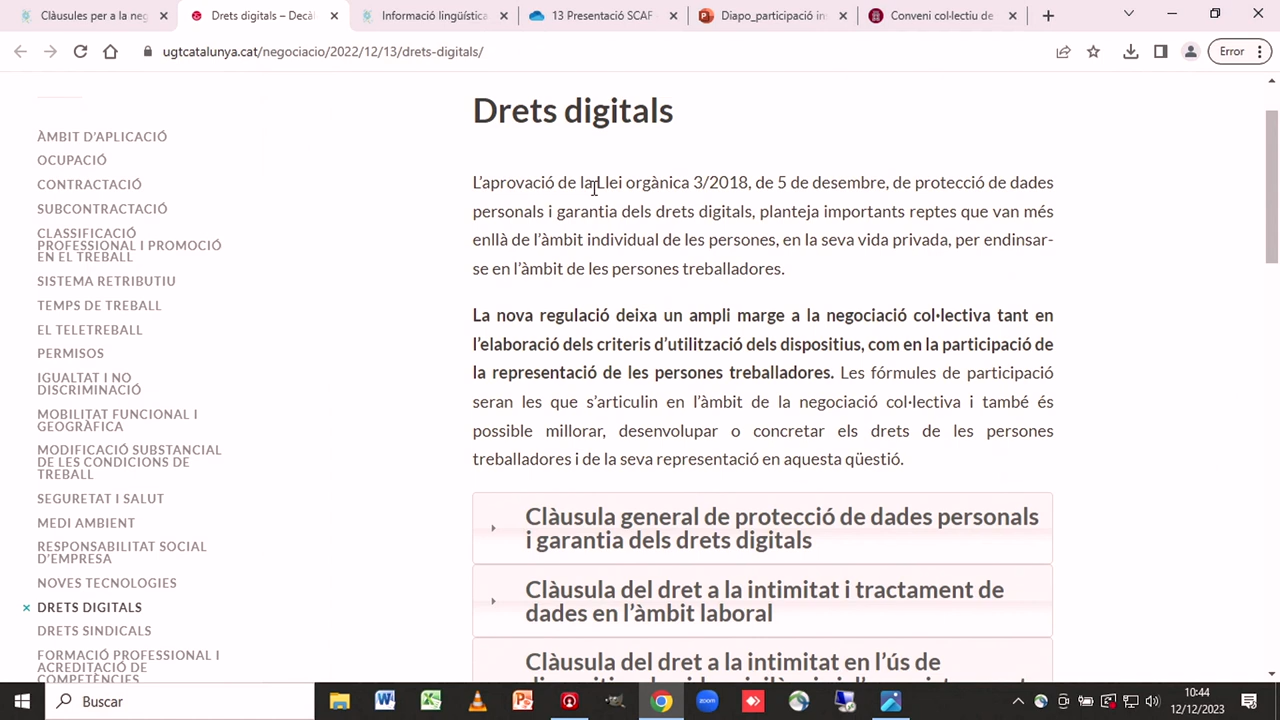 Clàusules per a la neg
Drets digitals – Decàl
Informació lingüística
13 Presentació SCAF -
Diapo_participació in
Conveni col·lectiu de
ugtcatalunya.cat/negociacio/2022/12/13/drets-digitals/
Error
ÀMBIT D'APLICACIÓ
OCUPACIÓ
CONTRACTACIÓ
SUBCONTRACTACIÓ
CLASSIFICACIÓ
PROFESSIONAL I PROMOCIÓ
EN EL TREBALL
SISTEMA RETRIBUTIU
TEMPS DE TREBALL
EL TELETREBALL
PERMISOS
IGUALTAT I NO
DISCRIMINACIÓ
MOBILITAT FUNCIONAL I
GEOGRÀFICA
MODIFICACIÓ SUBSTANCIAL
DE LES CONDICIONS DE
TREBALL
SEGURETAT I SALUT
MEDI AMBIENT
RESPONSABILITAT SOCIAL
D'EMPRESA
NOVES TECNOLOGIES
DRETS DIGITALS
DRETS SINDICALS
FORMACIÓ PROFESSIONAL I
ACREDITACIÓ DE
COMPETÈNCIES
Drets digitals
L'aprovació de la Llei orgànica 3/2018, de 5 de desembre, de protecció de dades
personals i garantia dels drets digitals, planteja importants reptes que van més
enllà de l'àmbit individual de les persones, en la seva vida privada, per endinsar-
se en l'àmbit de les persones treballadores.
La nova regulació deixa un ampli marge a la negociació col·lectiva tant en
l'elaboració dels criteris d'utilització dels dispositius, com en la participació de
la representació de les persones treballadores. Les fórmules de participació
seran les que s'articulin en l'àmbit de la negociació col·lectiva i també és
possible millorar, desenvolupar o concretar els drets de les persones
treballadores i de la seva representació en aquesta qüestió.
Clàusula general de protecció de dades personals
i garantia dels drets digitals
Clàusula del dret a la intimitat i tractament de
dades en l'àmbit laboral
Clàusula del dret a la intimitat en l'ús de
Buscar
10:44
12/12/2023